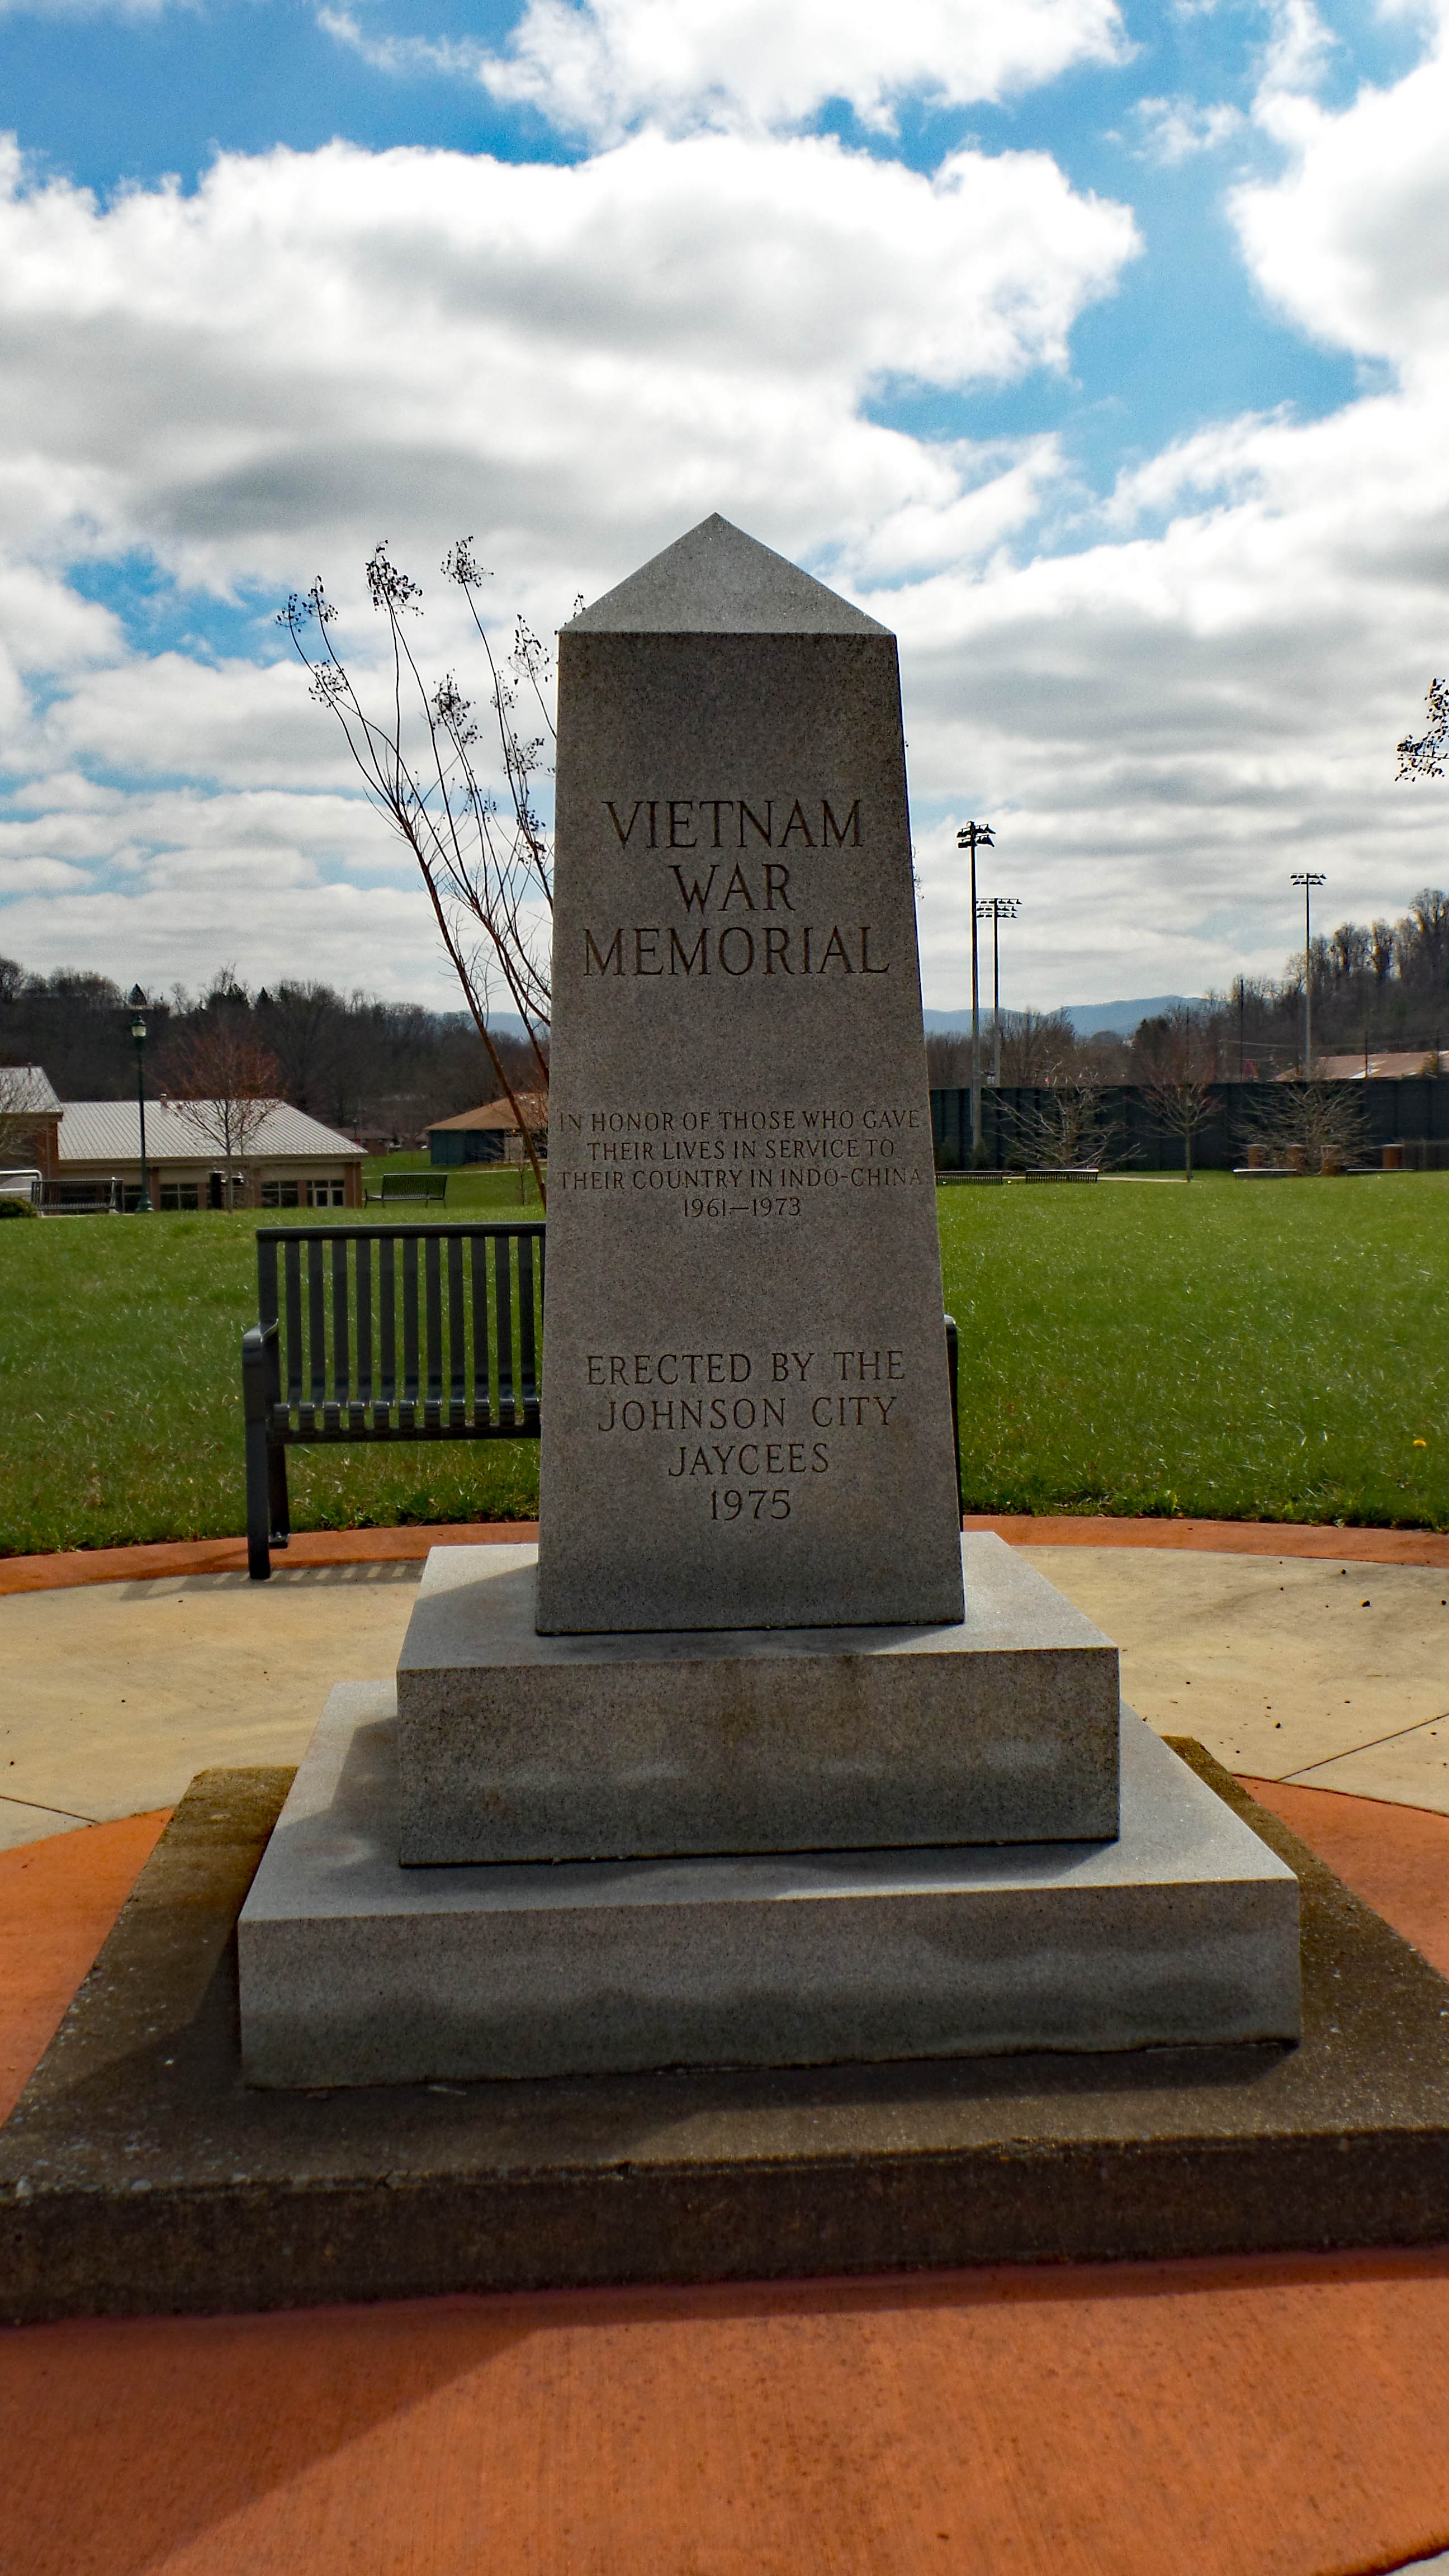 VIETNAM
WAR
MEMORIAL
IN HONOR OF THOSE WHO GAVE
THEIR LIVES IN SERVICE TO
THEIR COUNTRY IN INDO-CHINA
1961—1973
ERECTED BY THE
JOHNSON CITY
JAYCEES
1975